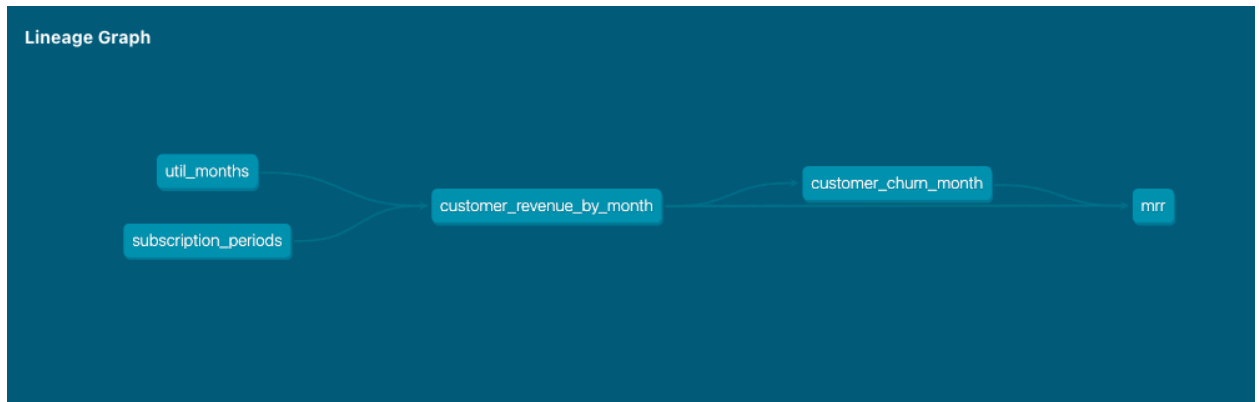 Lineage Graph
util_months
subscription_periods
customer_revenue_by_month
customer_churn_month
mrr